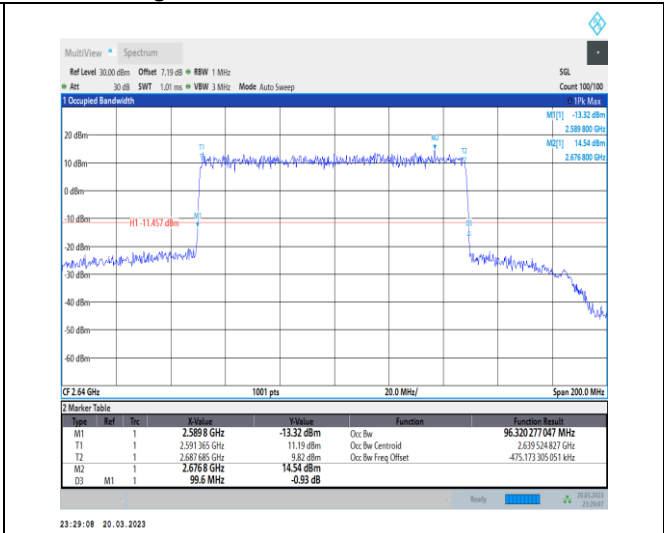 MultiView Spectrum
Ref Level 30.00 dBm Offset 7.19 dB RBW 1 MHz SGL
Att 30 dB SWT 1.01 ms VBW 3 MHz Mode Auto Sweep Count 100/100
1 Occupied Bandwidth 1Pk Max
M1[1] -13.32 dBm
2.589 800 GHz
M2[1] 14.54 dBm
2.676 800 GHz
20 dBm
M2
T1
T2
10 dBm
0 dBm
-10 dBm
M1
H1 -11.457 dBm
D3
-20 dBm
-30 dBm
-40 dBm
-50 dBm
-60 dBm
CF 2.64 GHz 1001 pts 20.0 MHz/ Span 200.0 MHz
2 Marker Table
Type Ref Trc X-Value Y-Value Function Function Result
M1 1 2.5898 GHz -13.32 dBm Occ Bw 96.320 277 047 MHz
T1 1 2.591 365 GHz 11.19 dBm Occ Bw Centroid 2.639 524 827 GHz
T2 1 2.687 685 GHz 9.82 dBm Occ Bw Freq Offset -475.173 305 051 kHz
M2 1 2.6768 GHz 14.54 dBm
D3 M1 1 99.6 MHz -0.93 dB
Ready 20.03.2023
23:29:07
23:29:08 20.03.2023